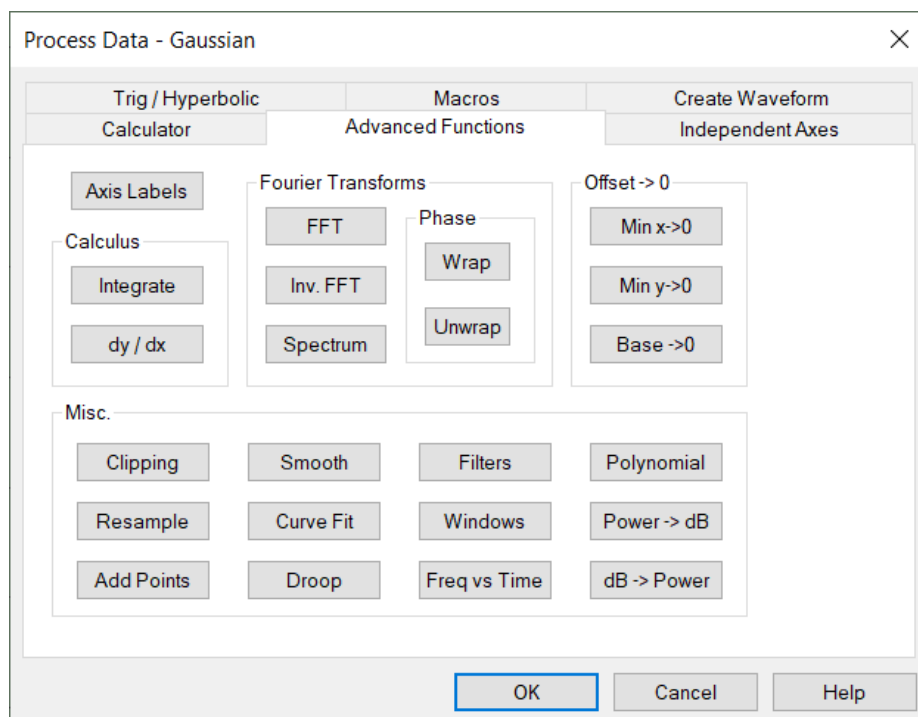 Process Data - Gaussian
Trig / Hyperbolic Macros Create Waveform
Calculator Advanced Functions Independent Axes
Axis Labels
Calculus
Integrate
dy / dx
Fourier Transforms
FFT
Inv. FFT
Spectrum
Phase
Wrap
Unwrap
Offset -> 0
Min x->0
Min y->0
Base ->0
Misc.
Clipping Smooth Filters Polynomial
Resample Curve Fit Windows Power -> dB
Add Points Droop Freq vs Time dB -> Power
OK Cancel Help